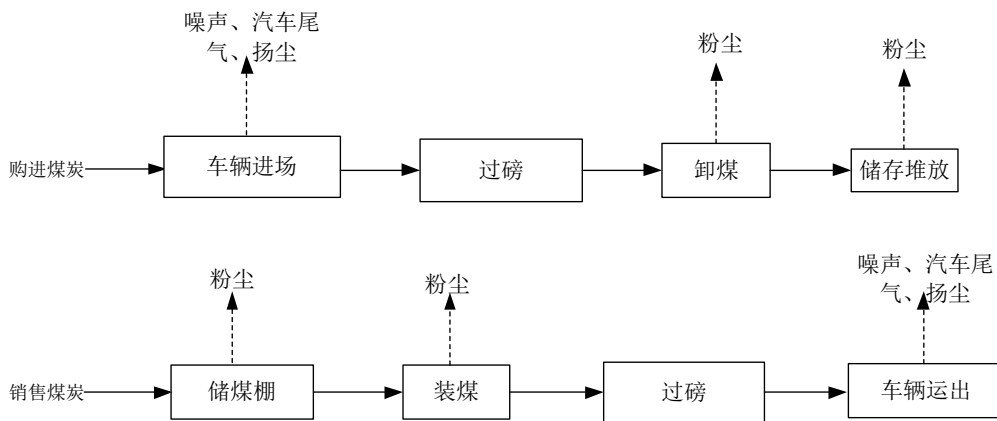 噪声、汽车尾
气、扬尘
粉尘
粉尘
购进煤炭
车辆进场
过磅
卸煤
储存堆放
粉尘
粉尘
噪声、汽车尾
气、扬尘
销售煤炭
储煤棚
装煤
过磅
车辆运出